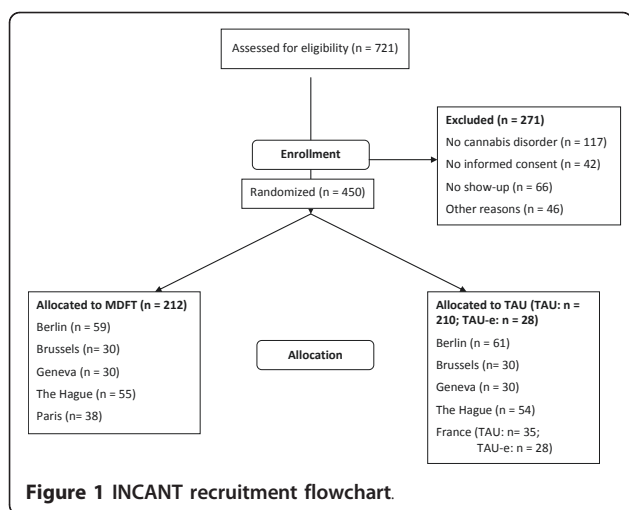 Assessed for eligibility (n = 721)
Excluded (n = 271)
No cannabis disorder (n = 117)
No informed consent (n = 42)
No show-up (n = 66)
Other reasons (n = 46)
Enrollment
Randomized (n = 450)
Allocated to MDFT (n = 212)
Berlin (n = 59)
Brussels (n= 30)
Geneva (n = 30)
The Hague (n = 55)
Paris (n= 38)
Allocation
Allocated to TAU (TAU: n =
210; TAU-e: n = 28)
Berlin (n = 61)
Brussels (n = 30)
Geneva (n = 30)
The Hague (n = 54)
France (TAU: n= 35;
TAU-e: n = 28)
Figure 1 INCANT recruitment flowchart.